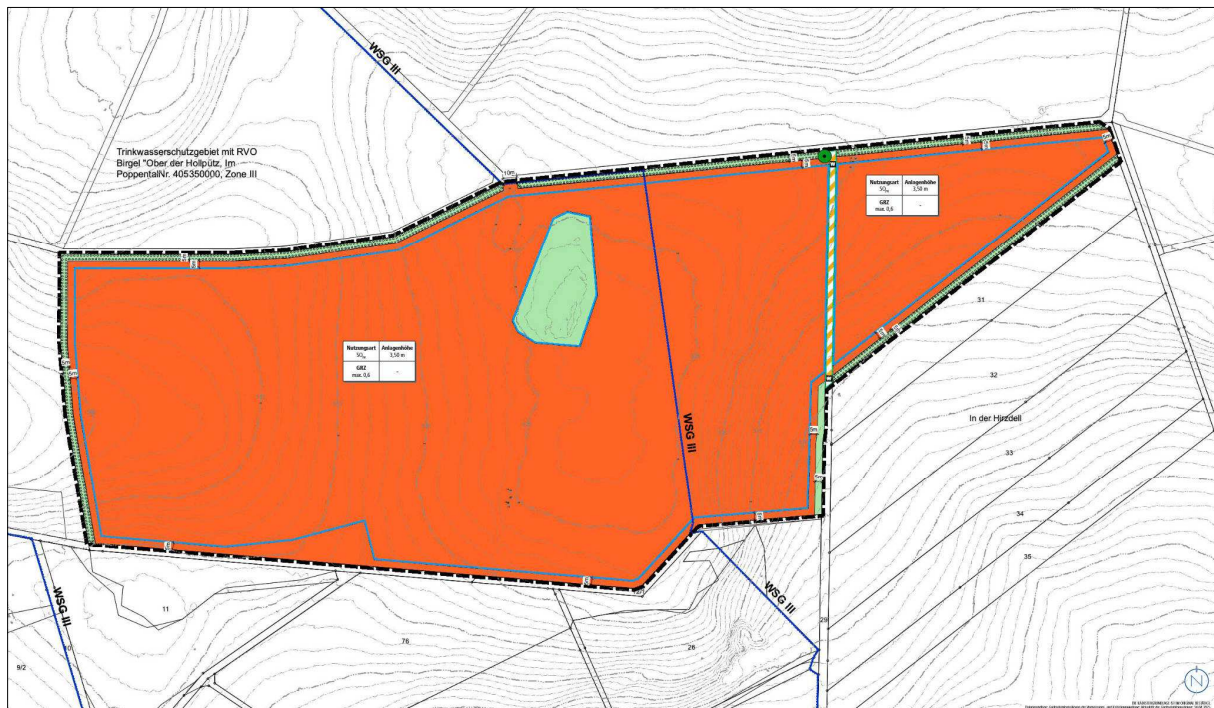 WSG III
Trinkwasserschutzgebiet mit RVO
Birgel "Ober der Hollpütz, Im
PoppentalNr. 405350000, Zone III
10m
5m
Nutzungsart Anlagenhöhe
3,50 m
GRZ
max. 0,6 -
31
32
Nutzungsart Anlagenhöhe
3,50 m
GRZ
max. 0,6 -
In der Hirzdell
WSG III
33
34
35
WSG III
WSG III
11
29
76
26
9/2
N